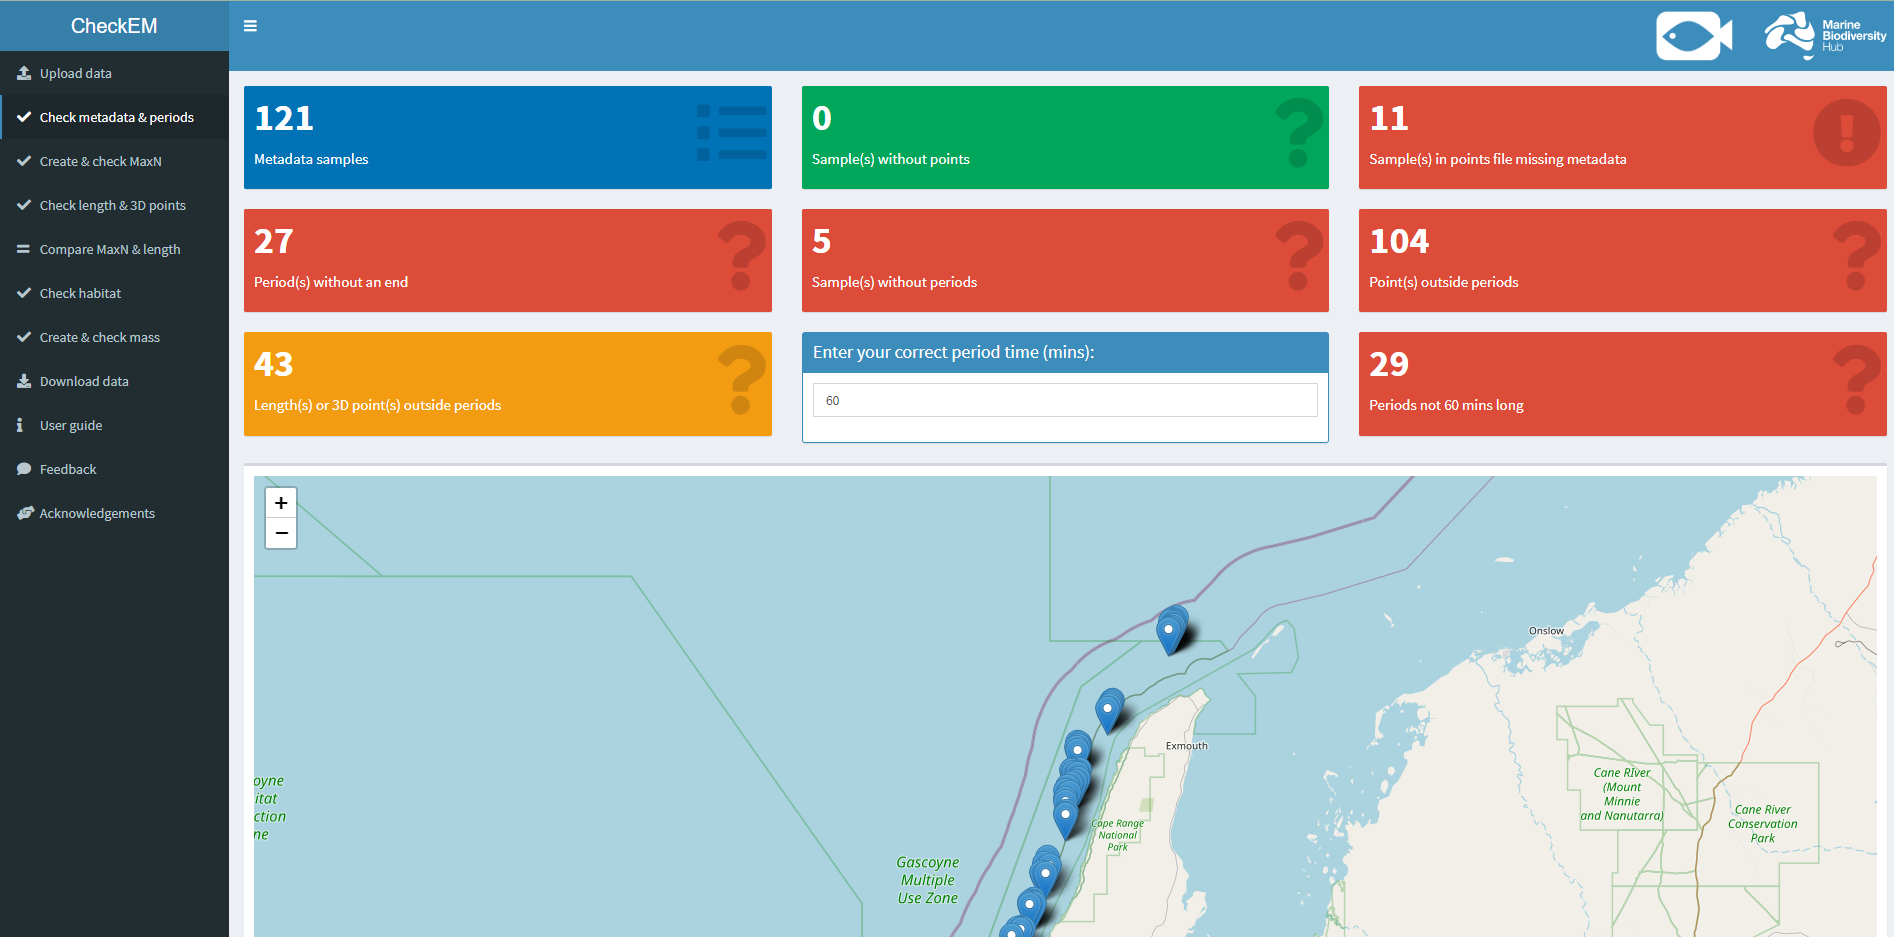 CheckEM
Marine
Biodiversity
Hub
Upload data
Check metadata & periods
Create & check MaxN
Check length & 3D points
Compare MaxN & length
Check habitat
Create & check mass
Download data
User guide
Feedback
Acknowledgements
121
Metadata samples
0
Sample(s) without points
11
Sample(s) in points file missing metadata
27
Period(s) without an end
5
Sample(s) without periods
104
Point(s) outside periods
43
Length(s) or 3D point(s) outside periods
Enter your correct period time (mins):
60
29
Periods not 60 mins long
+
−
Onslow
Exmouth
Cape Range
National
Park
oyne
itat
ction
ne
Gascoyne
Multiple
Use Zone
Cane River
(Mount
Minnie
and Nanutarra)
Cane River
Conservation
Park